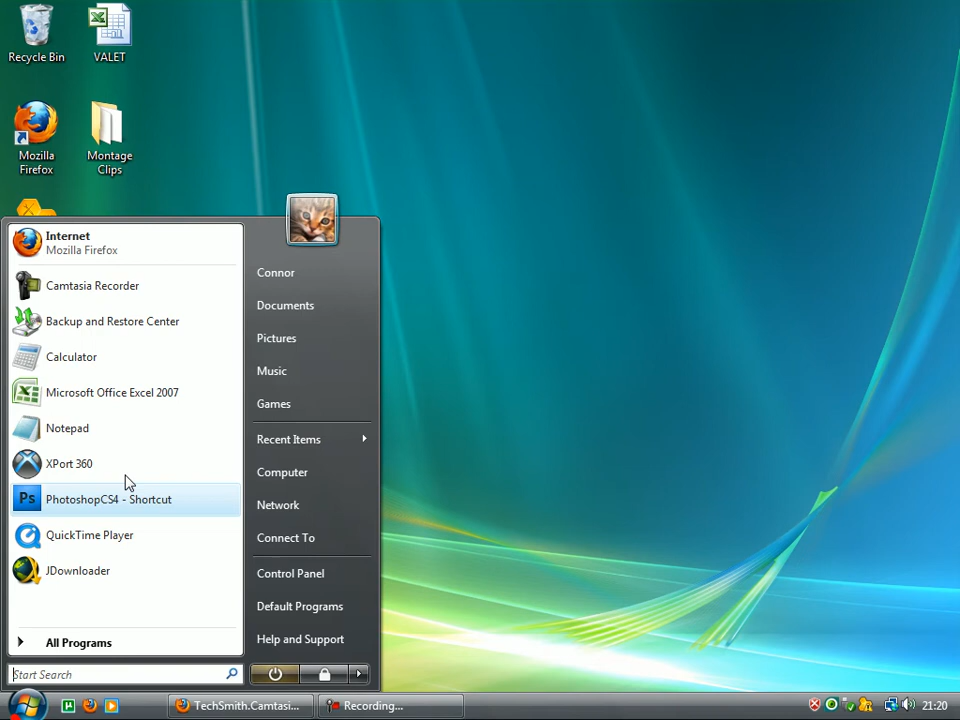 Recycle Bin
VALET
Mozilla
Firefox
Montage
Clips
Internet
Mozilla Firefox
Camtasia Recorder
Backup and Restore Center
Calculator
Microsoft Office Excel 2007
Notepad
XPort 360
Ps
PhotoshopCS4 - Shortcut
QuickTime Player
JDownloader
All Programs
Start Search
Connor
Documents
Pictures
Music
Games
Recent Items
Computer
Network
Connect To
Control Panel
Default Programs
Help and Support
TechSmith.Camtasi...
Recording...
21:20